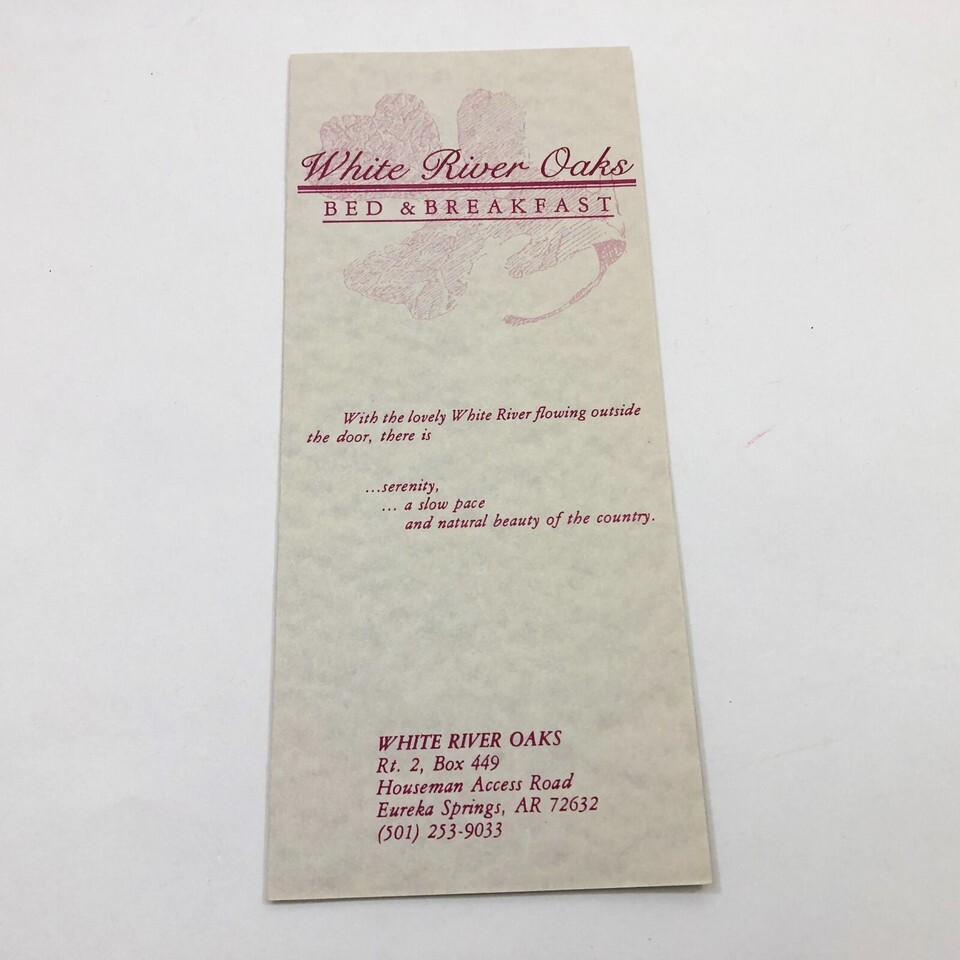 White River Oaks
BED & BREAKFAST
With the lovely White River flowing outside
the door, there is
...serenity,
... a slow pace
and natural beauty of the country.
WHITE RIVER OAKS
Rt. 2, Box 449
Houseman Access Road
Eureka Springs, AR 72632
(501) 253-9033